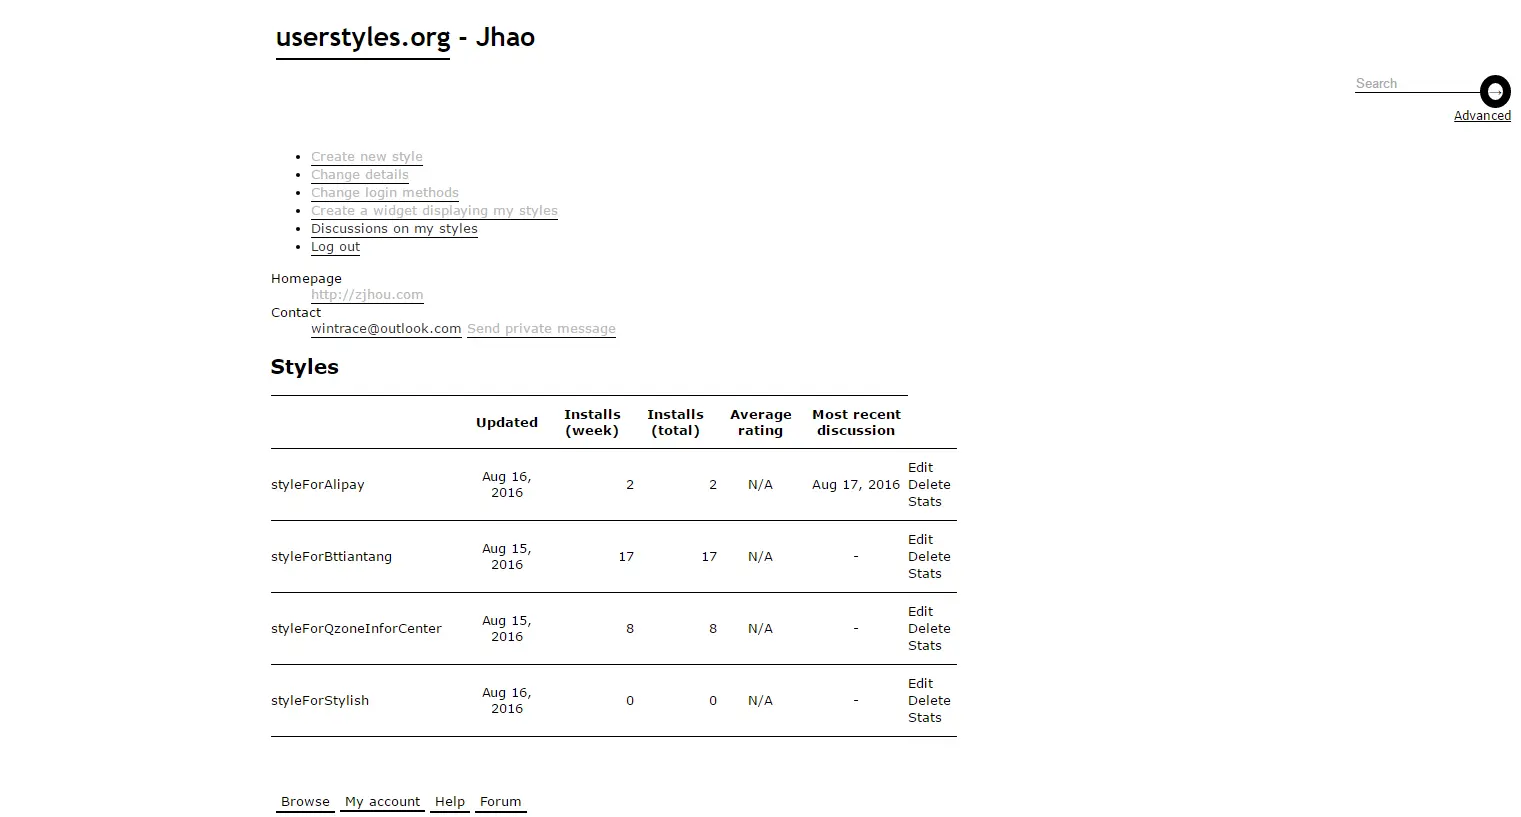 userstyles.org - Jhao
Search
→
Advanced
Create new style
Change details
Change login methods
Create a widget displaying my styles
Discussions on my styles
Log out
Homepage
http://zjhou.com
Contact
wintrace@outlook.com Send private message
Styles
Updated Installs (week) Installs (total) Average rating Most recent discussion
styleForAlipay Aug 16, 2016 2 2 N/A Aug 17, 2016 Edit Delete Stats
styleForBttiantang Aug 15, 2016 17 17 N/A - Edit Delete Stats
styleForQzoneInforCenter Aug 15, 2016 8 8 N/A - Edit Delete Stats
styleForStylish Aug 16, 2016 0 0 N/A - Edit Delete Stats
Browse My account Help Forum